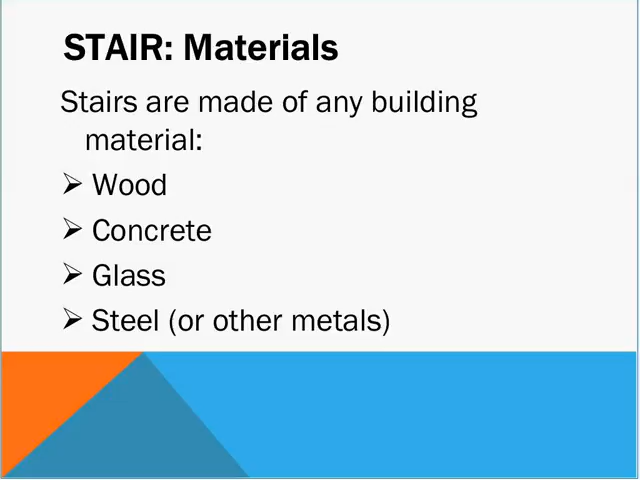 STAIR: Materials
Stairs are made of any building
material:
➢ Wood
➢ Concrete
➢ Glass
➢ Steel (or other metals)